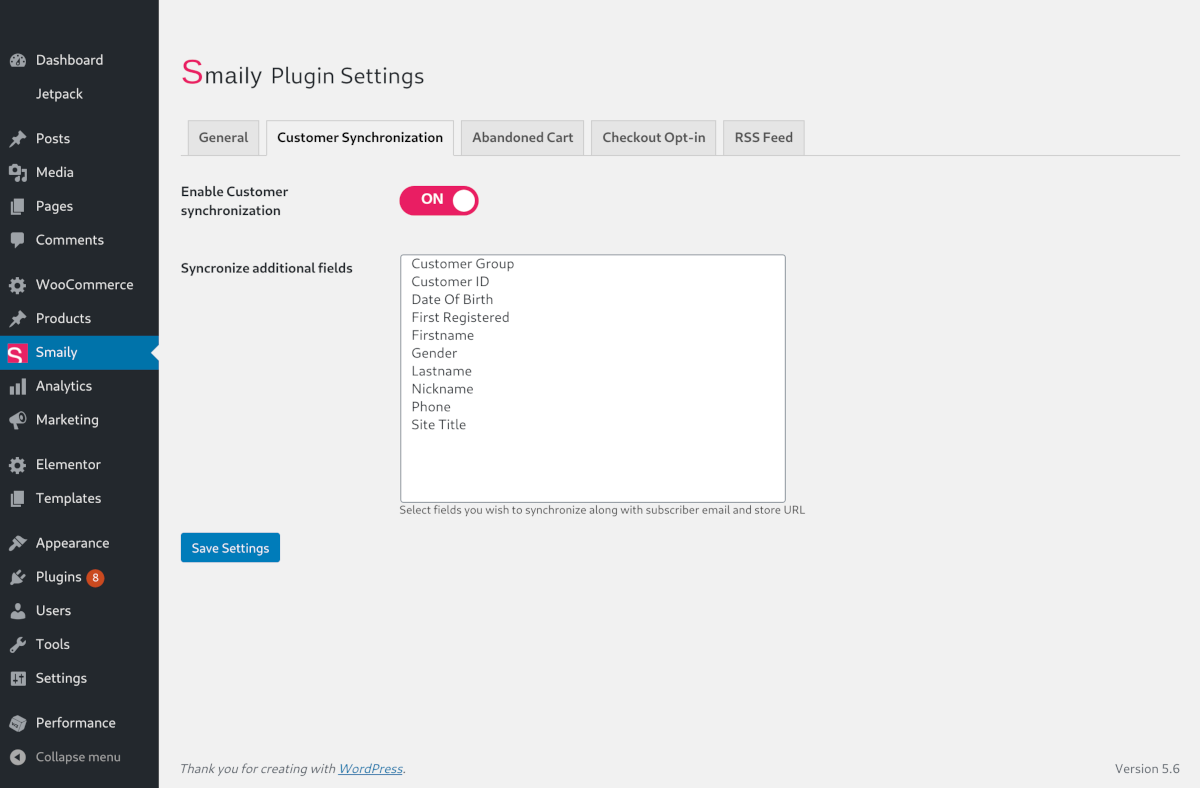 Dashboard
Jetpack
Posts
Media
Pages
Comments
WooCommerce
Products
Smaily
Analytics
Marketing
Elementor
Templates
Appearance
Plugins 8
Users
Tools
Settings
Performance
Collapse menu
Smaily Plugin Settings
General Customer Synchronization Abandoned Cart Checkout Opt-in RSS Feed
Enable Customer
synchronization
ON
Syncronize additional fields
Customer Group
Customer ID
Date Of Birth
First Registered
Firstname
Gender
Lastname
Nickname
Phone
Site Title
Select fields you wish to synchronize along with subscriber email and store URL
Save Settings
Thank you for creating with WordPress.
Version 5.6